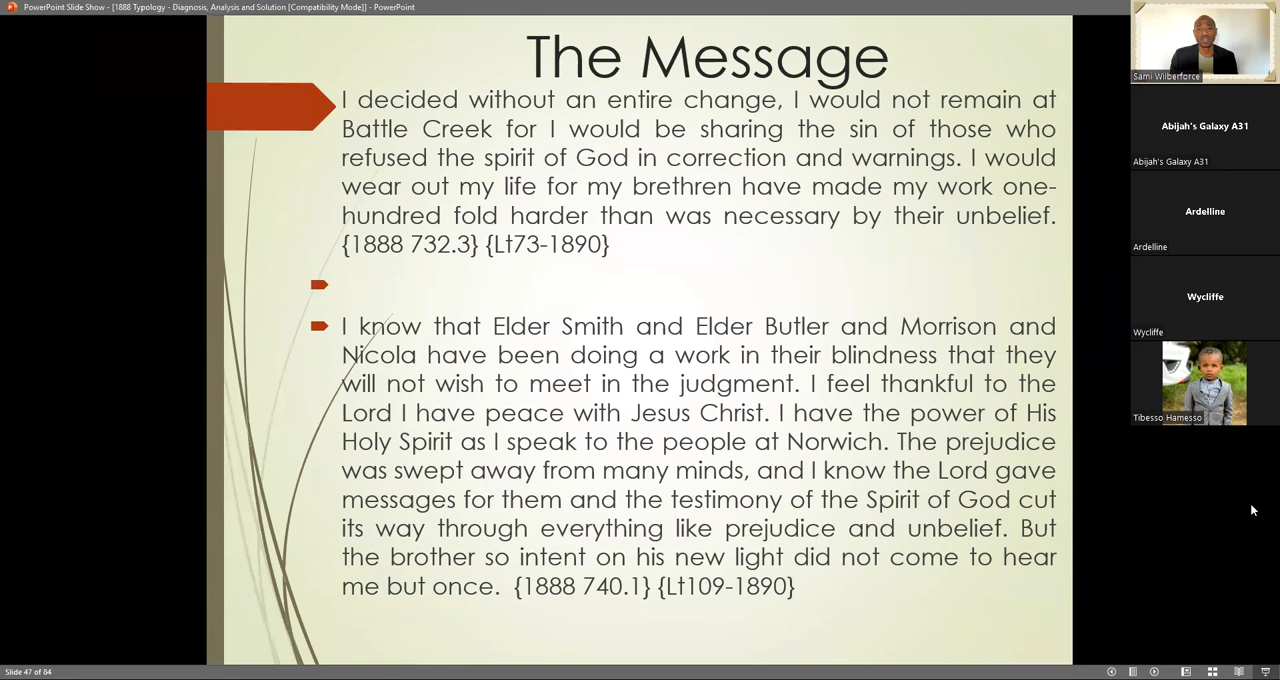 PowerPoint Slide Show - [1888 Typology - Diagnosis, Analysis and Solution [Compatibility Mode]] - PowerPoint
The Message
I decided without an entire change, I would not remain at
Battle Creek for I would be sharing the sin of those who
refused the spirit of God in correction and warnings. I would
wear out my life for my brethren have made my work one-
hundred fold harder than was necessary by their unbelief.
{1888 732.3} {Lt73-1890}
I know that Elder Smith and Elder Butler and Morrison and
Nicola have been doing a work in their blindness that they
will not wish to meet in the judgment. I feel thankful to the
Lord I have peace with Jesus Christ. I have the power of His
Holy Spirit as I speak to the people at Norwich. The prejudice
was swept away from many minds, and I know the Lord gave
messages for them and the testimony of the Spirit of God cut
its way through everything like prejudice and unbelief. But
the brother so intent on his new light did not come to hear
me but once. {1888 740.1} {Lt109-1890}
Sami Wilberforce
Abijah's Galaxy A31
Abijah's Galaxy A31
Ardelline
Ardelline
Wycliffe
Wycliffe
Tibesso Hamesso
Slide 47 of 84